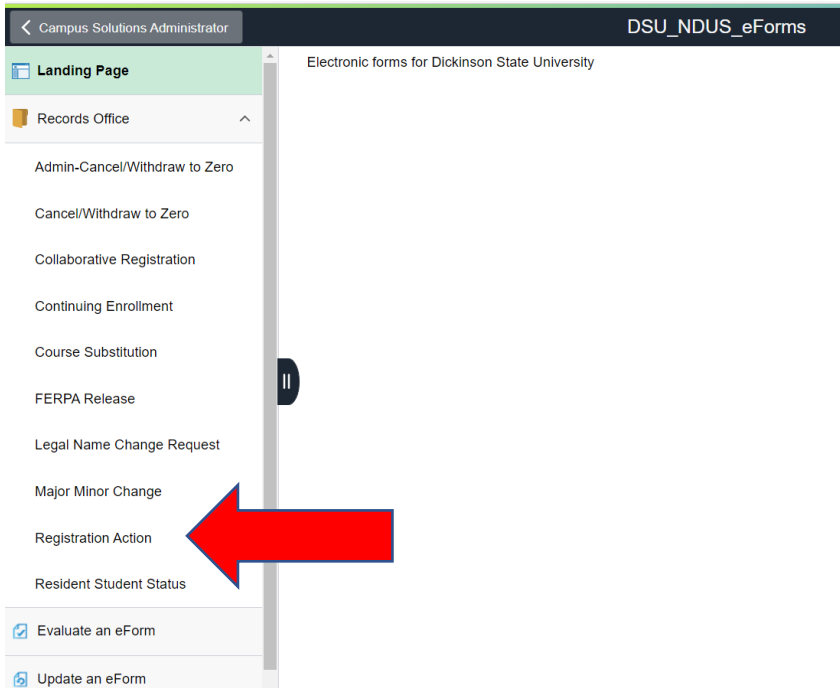 Campus Solutions Administrator
DSU_NDUS_eForms
Landing Page
Electronic forms for Dickinson State University
Records Office
Admin-Cancel/Withdraw to Zero
Cancel/Withdraw to Zero
Collaborative Registration
Continuing Enrollment
Course Substitution
FERPA Release
Legal Name Change Request
Major Minor Change
Registration Action
Resident Student Status
Evaluate an eForm
Update an eForm